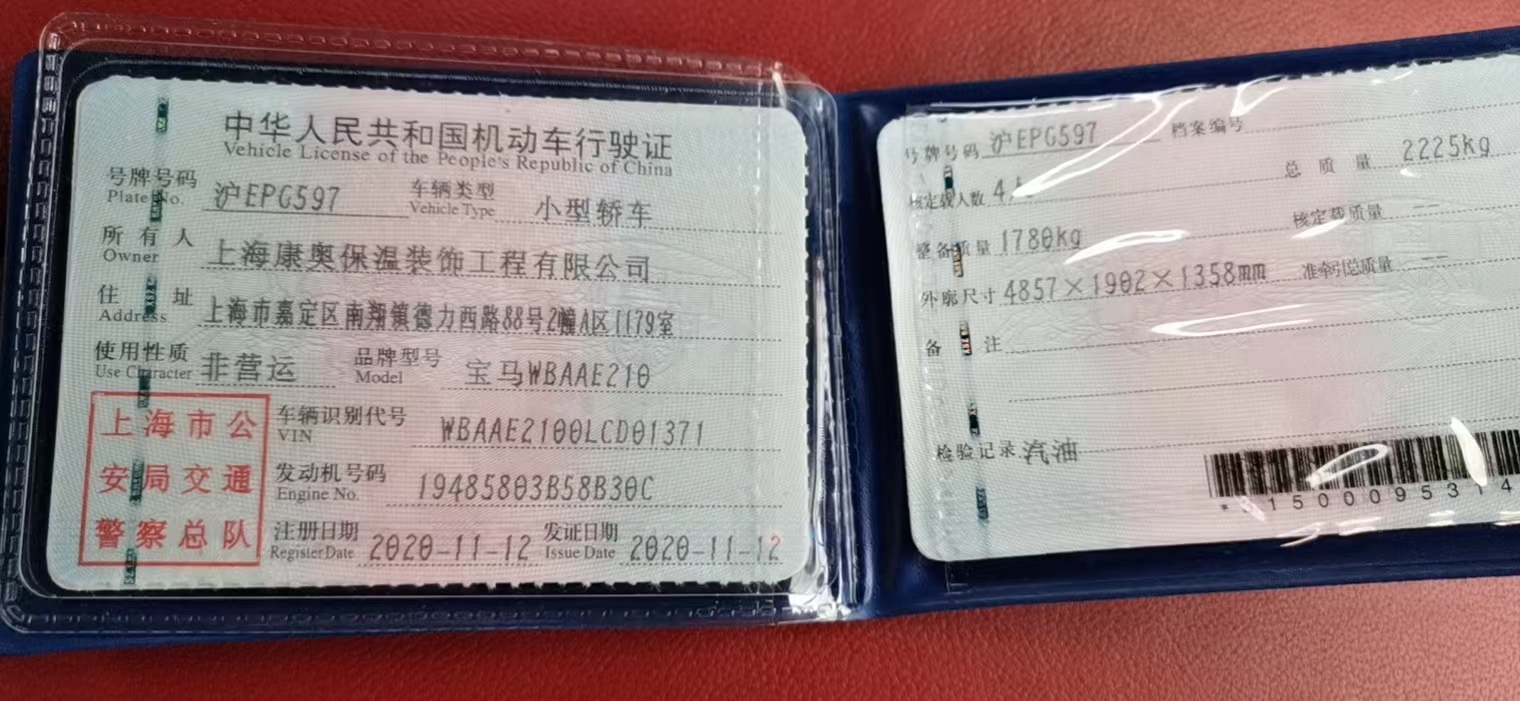 中华人民共和国机动车行驶证
Vehicle License of the People's Republic of China
号牌号码 沪EPG597 车辆类型 小型轿车
Plate No. Vehicle Type
所有人 上海康奥保温装饰工程有限公司
Owner
住址 上海市嘉定区南翔镇德力西路88号2幢A区1179室
Address
使用性质 非营运 品牌型号 宝马WBAAE210
Use Character Model
上海市公
安局交通
警察总队
车辆识别代号 WBAAE2100LCD01371
VIN
发动机号码 19485803B58B30C
Engine No.
注册日期 2020-11-12 发证日期 2020-11-12
Register Date Issue Date
号牌号码 沪EPG597 档案编号
核定载人数 4人 总质量 2225kg
整备质量 1780kg 核定载质量 --
外廓尺寸 4857×1902×1358mm 准牵引总质量 --
备注
检验记录 汽油